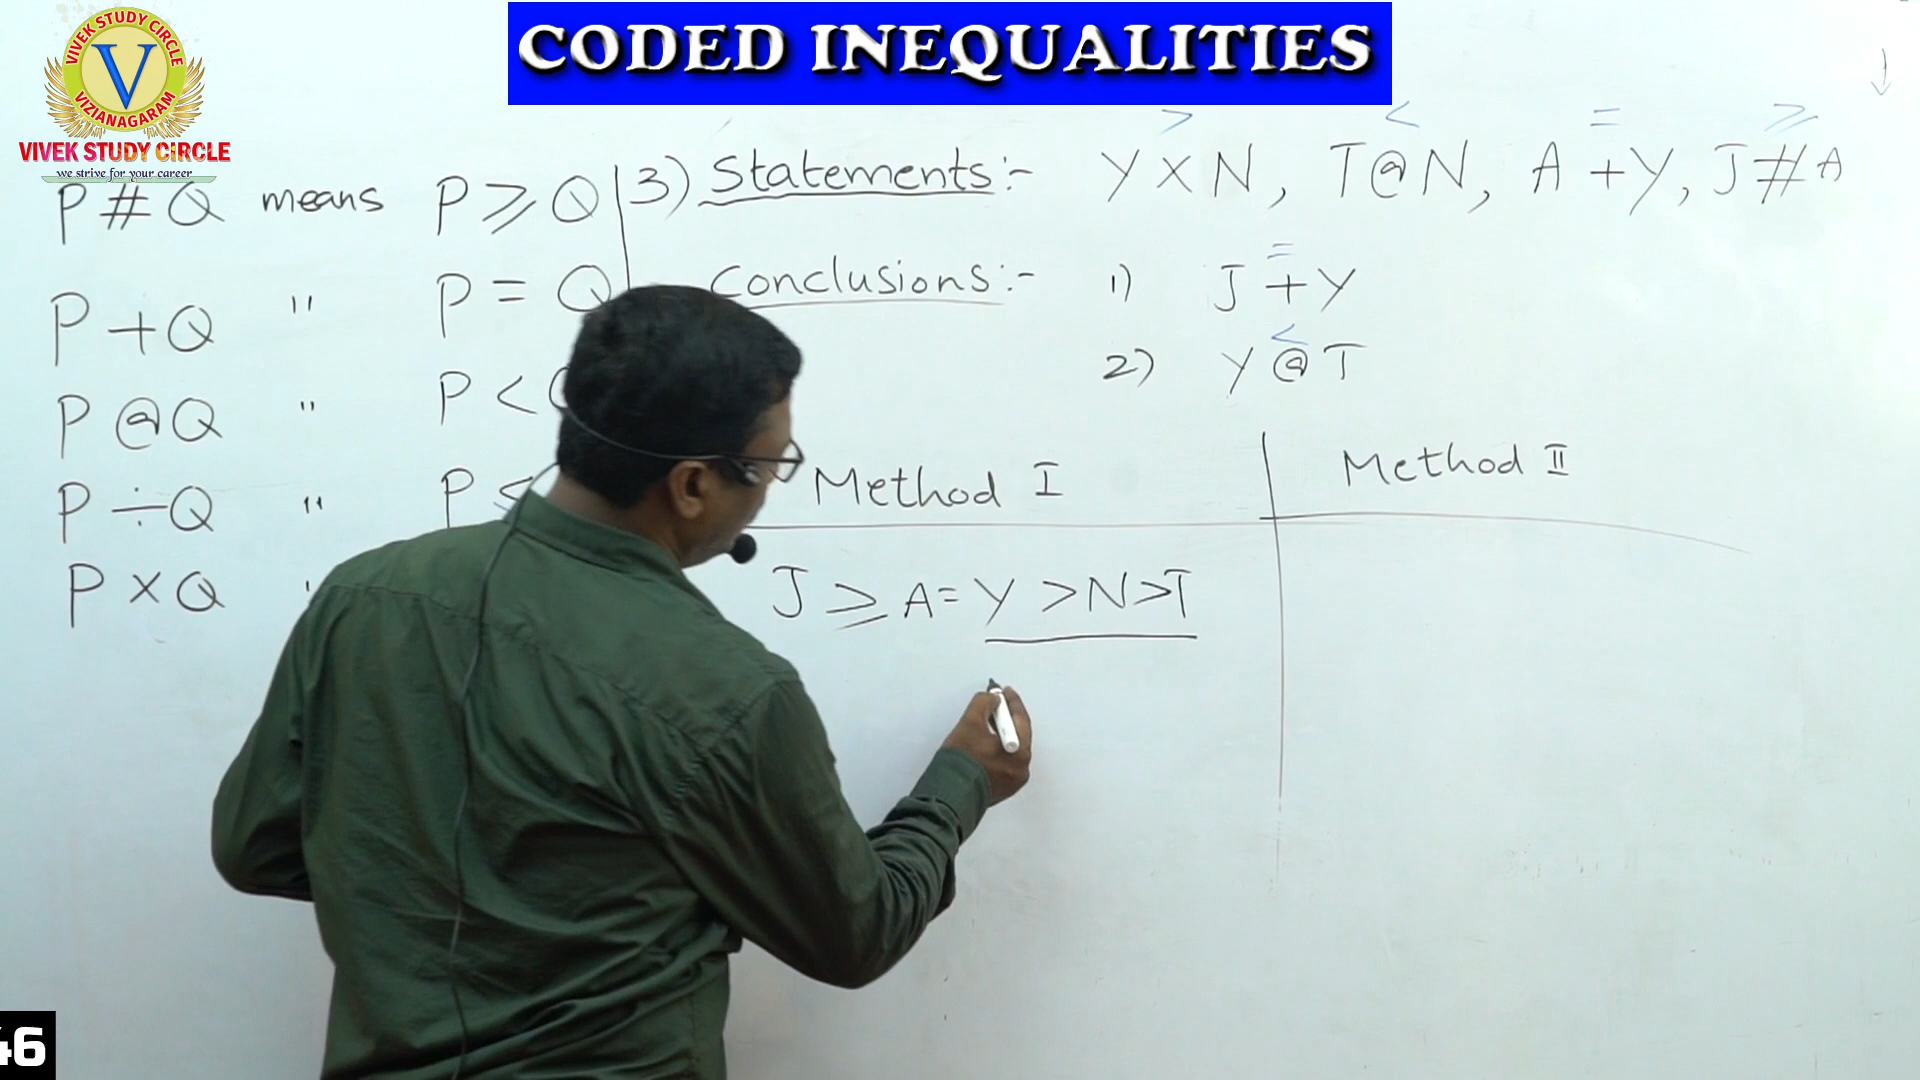 CODED INEQUALITIES
VIVEK STUDY CIRCLE
V
VIZIANAGARAM
VIVEK STUDY CIRCLE
we strive for your career
P # Q means P ≥ Q
P + Q " P = Q
P @ Q " P <
P ÷ Q " P
P × Q
> < = ≥
3) Statements:- Y × N, T @ N, A + Y, J # A
=
Conclusions:- 1) J + Y
<
2) Y @ T
Method I Method II
J ≥ A = Y > N > T
46